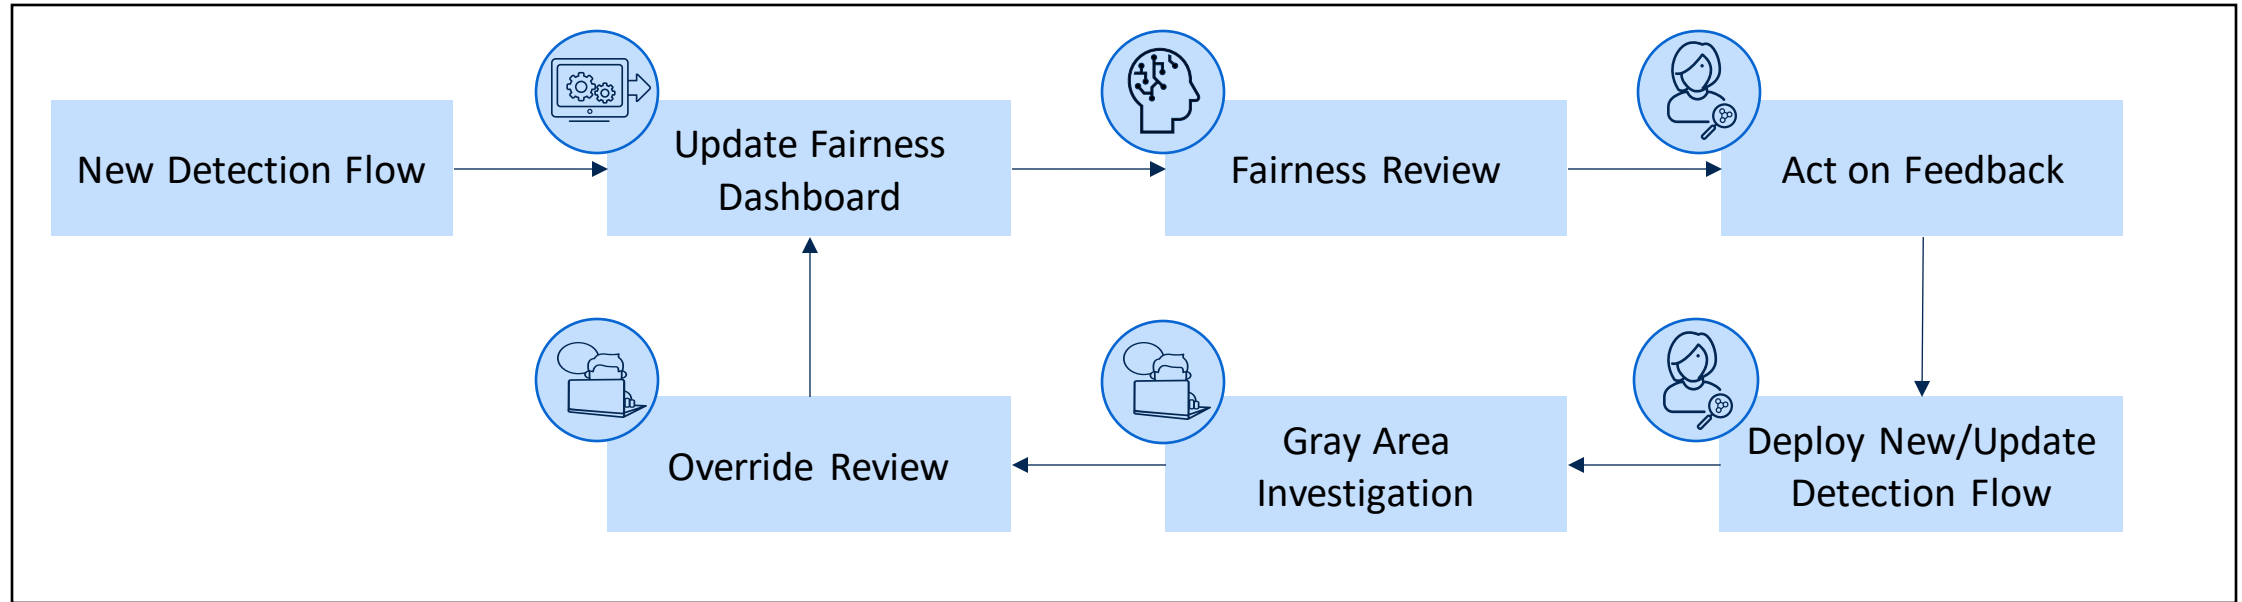 New Detection Flow
Update Fairness
Dashboard
Fairness Review
Act on Feedback
Override Review
Gray Area
Investigation
Deploy New/Update
Detection Flow